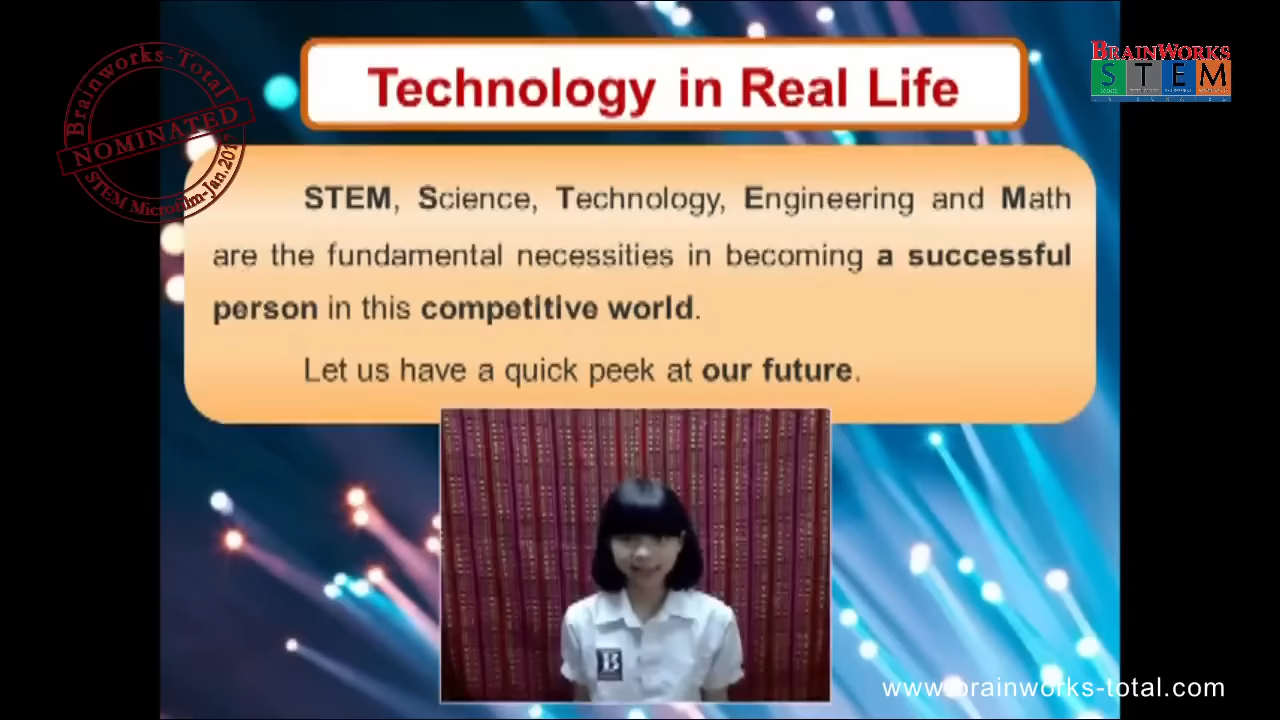 Technology in Real Life
STEM, Science, Technology, Engineering and Math
are the fundamental necessities in becoming a successful
person in this competitive world.
Let us have a quick peek at our future.
Brainworks-Total
NOMINATED
STEM Microfilm-Jan.201
BRAINWORKS
STEM
B
www.brainworks-total.com